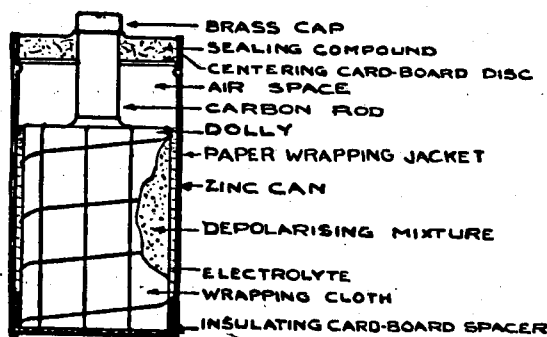 BRASS CAP
SEALING COMPOUND
CENTERING CARD-BOARD DISC
AIR SPACE
CARBON ROD
DOLLY
PAPER WRAPPING JACKET
ZINC CAN
DEPOLARISING MIXTURE
ELECTROLYTE
WRAPPING CLOTH
INSULATING CARD-BOARD SPACER